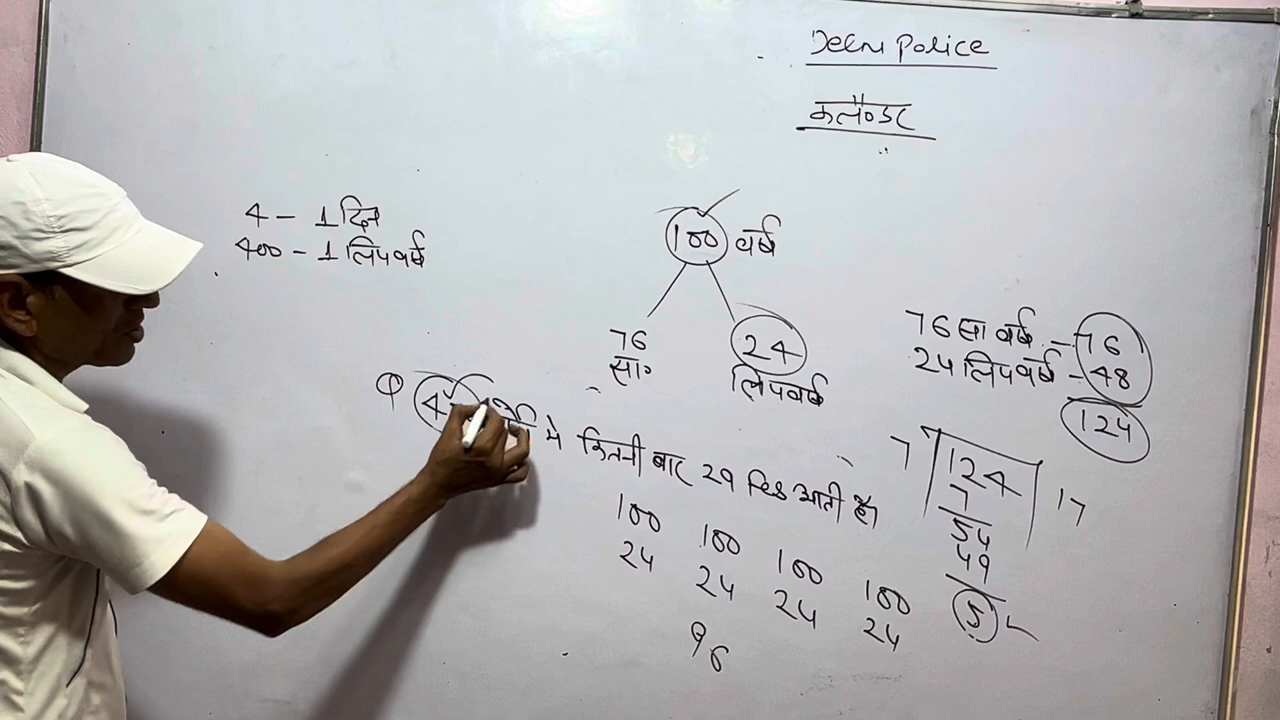 Delhi Police
कलैण्डर
4 - 1 दिन
400 - 1 लिपवर्ष
100 वर्ष
76
सा०
24
लिपवर्ष
76 सा वर्ष - 76
24 लिपवर्ष - 48
124
में कितनी बार 29 आती है।
100 100 100 100
24 24 24 24
96
7 124 17
7
54
49
5